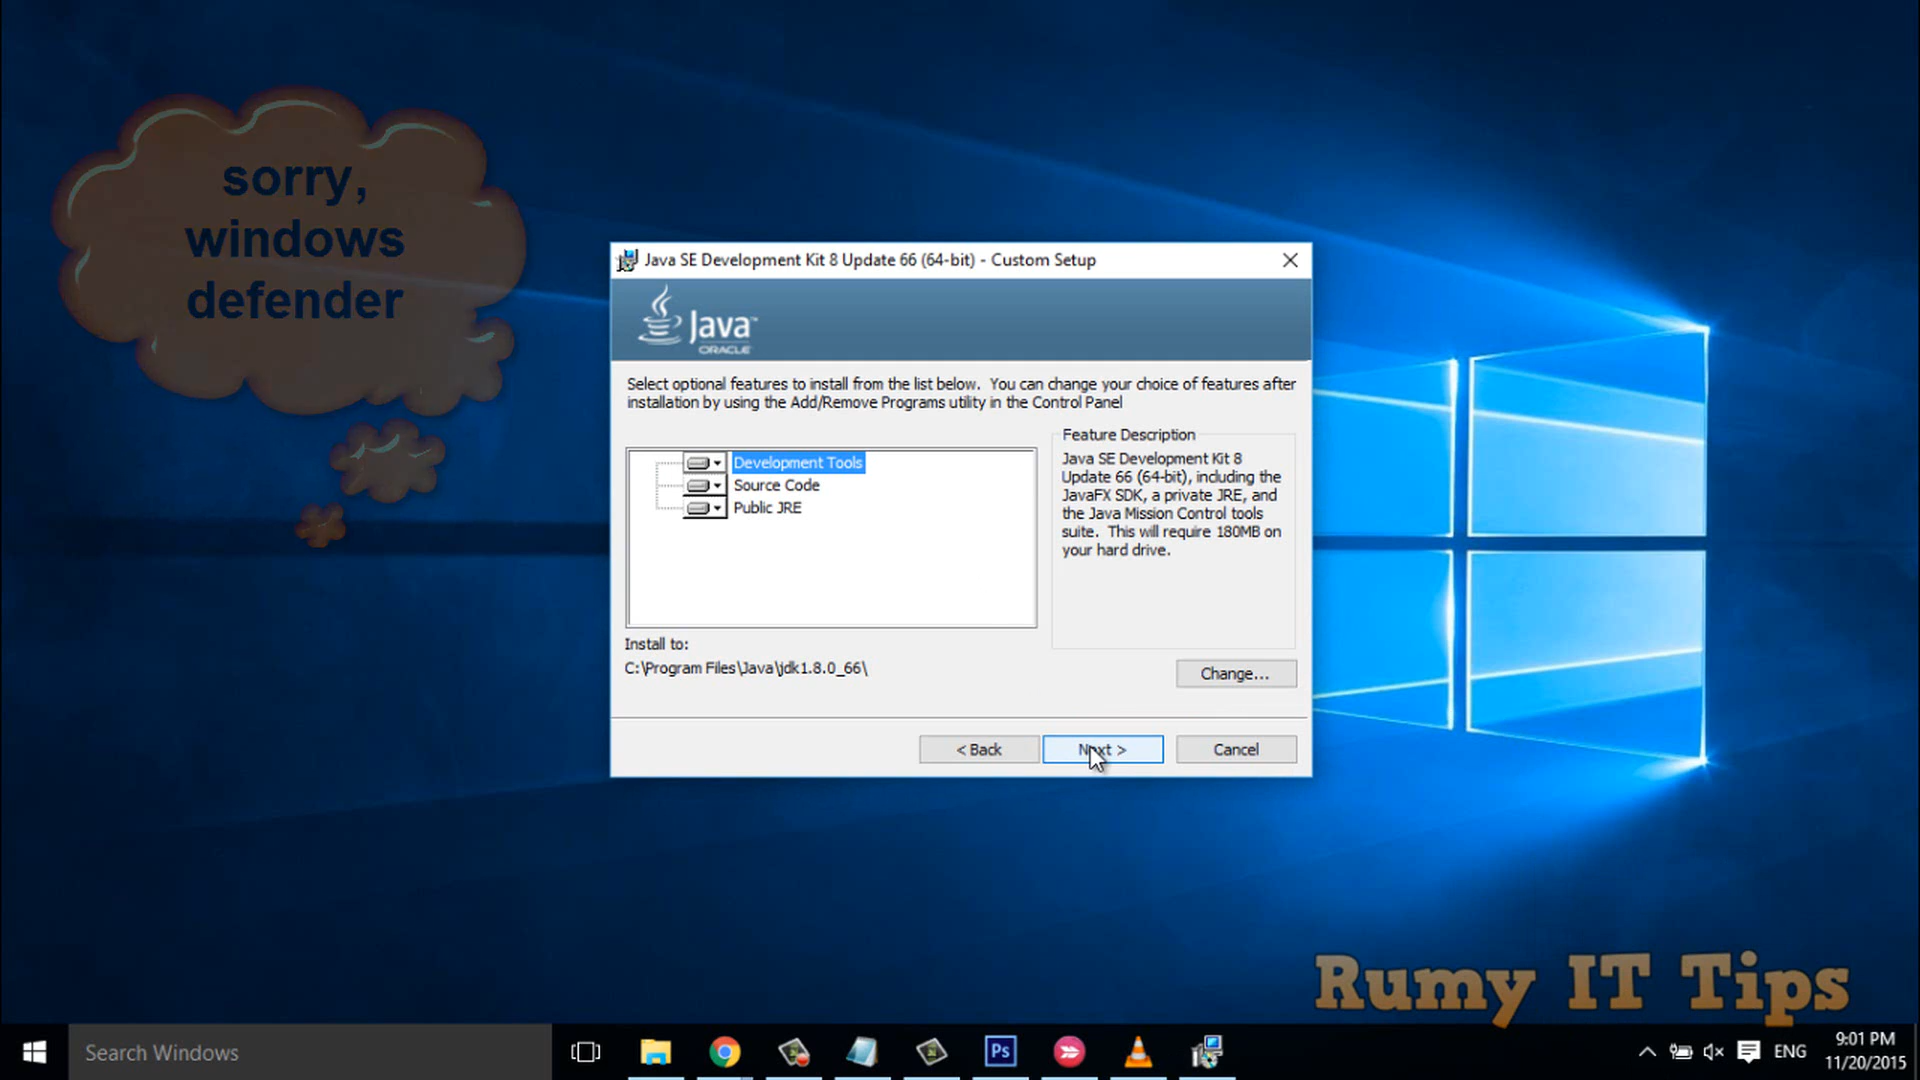 sorry,
windows
defender
Java SE Development Kit 8 Update 66 (64-bit) - Custom Setup
Java™
ORACLE
Select optional features to install from the list below.  You can change your choice of features after
installation by using the Add/Remove Programs utility in the Control Panel
Development Tools
Source Code
Public JRE
Feature Description
Java SE Development Kit 8
Update 66 (64-bit), including the
JavaFX SDK, a private JRE, and
the Java Mission Control tools
suite.  This will require 180MB on
your hard drive.
Install to:
C:\Program Files\Java\jdk1.8.0_66\
Change...
< Back
Next >
Cancel
Rumy IT Tips
Search Windows
Ps
ENG
9:01 PM
11/20/2015